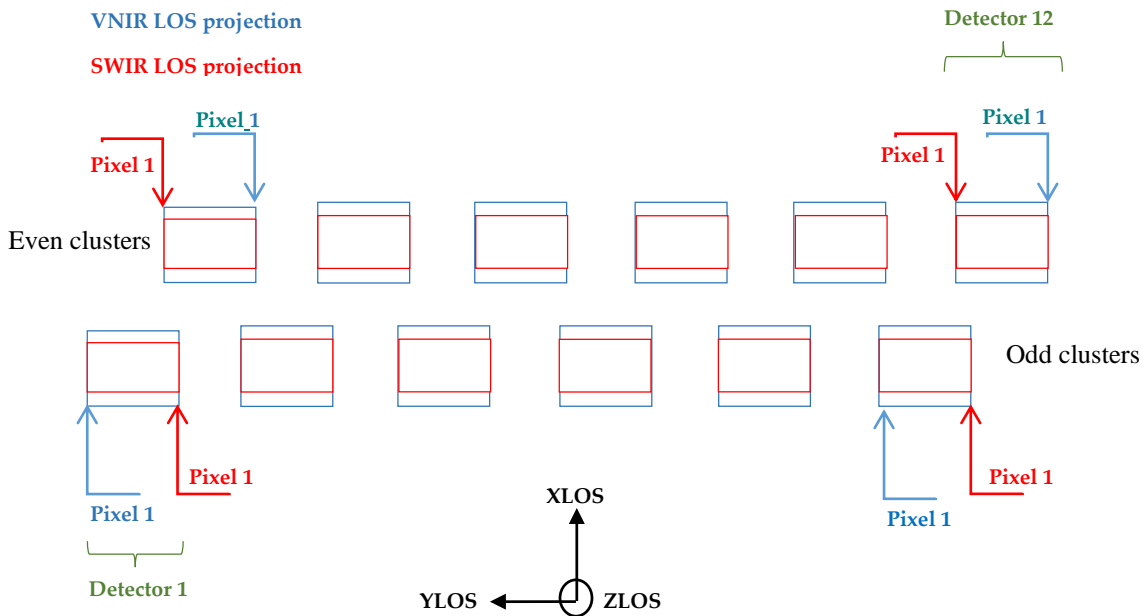 VNIR LOS projection
Detector 12
SWIR LOS projection
Pixel 1
Pixel 1
Pixel 1
Pixel 1
Even clusters
Odd clusters
Pixel 1
Pixel 1
Pixel 1
Pixel 1
XLOS
Detector 1
YLOS
ZLOS